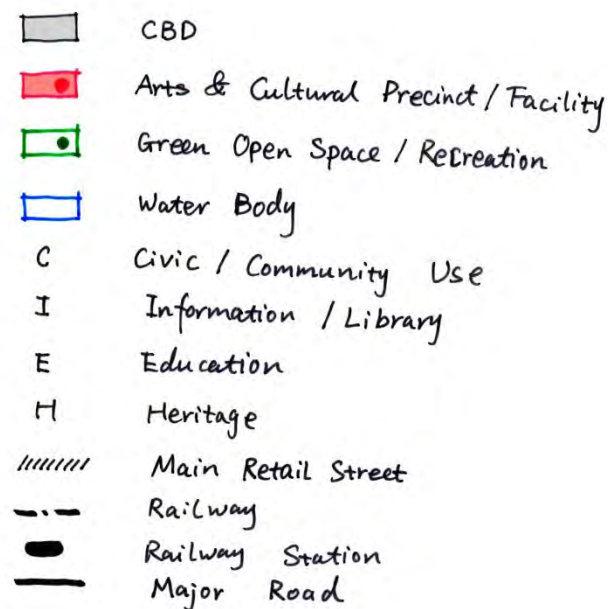 CBD
Arts & Cultural Precinct / Facility
Green Open Space / Recreation
Water Body
C Civic / Community Use
I Information / Library
E Education
H Heritage
Main Retail Street
Railway
Railway Station
Major Road